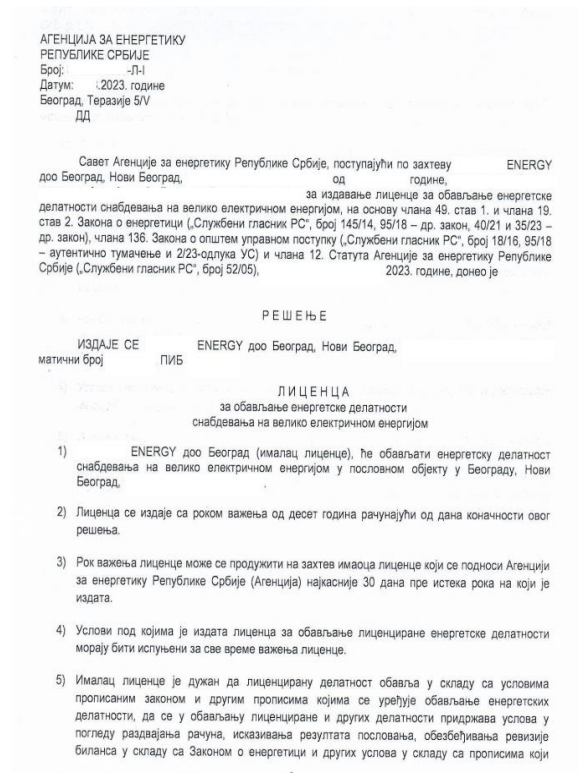 АГЕНЦИЈА ЗА ЕНЕРГЕТИКУ
РЕПУБЛИКЕ СРБИЈЕ
Број: -Л-I
Датум: .2023. године
Београд, Теразије 5/V
ДД
Савет Агенције за енергетику Републике Србије, поступајући по захтеву ENERGY
доо Београд, Нови Београд, од године,
за издавање лиценце за обављање енергетске
делатности снабдевања на велико електричном енергијом, на основу члана 49. став 1. и члана 19.
став 2. Закона о енергетици („Службени гласник РС“, број 145/14, 95/18 – др. закон, 40/21 и 35/23 –
др. закон), члана 136. Закона о општем управном поступку („Службени гласник РС“, број 18/16, 95/18
– аутентично тумачење и 2/23-одлука УС) и члана 12. Статута Агенције за енергетику Републике
Србије („Службени гласник РС“, број 52/05), 2023. године, донео је
Р Е Ш Е Њ Е
ИЗДАЈЕ СЕ ENERGY доо Београд, Нови Београд,
матични број ПИБ
Л И Ц Е Н Ц А
за обављање енергетске делатности
снабдевања на велико електричном енергијом
1) ENERGY доо Београд (ималац лиценце), ће обављати енергетску делатност
снабдевања на велико електричном енергијом у пословном објекту у Београду, Нови
Београд,
2) Лиценца се издаје са роком важења од десет година рачунајући од дана коначности овог
решења.
3) Рок важења лиценце може се продужити на захтев имаоца лиценце који се подноси Агенцији
за енергетику Републике Србије (Агенција) најкасније 30 дана пре истека рока на који је
издата.
4) Услови под којима је издата лиценца за обављање лиценциране енергетске делатности
морају бити испуњени за све време важења лиценце.
5) Ималац лиценце је дужан да лиценцирану делатност обавља у складу са условима
прописаним законом и другим прописима којима се уређује обављање енергетских
делатности, да се у обављању лиценциране и других делатности придржава услова у
погледу раздвајања рачуна, исказивања резултата пословања, обезбеђивања ревизије
биланса у складу са Законом о енергетици и других услова у складу са прописима који